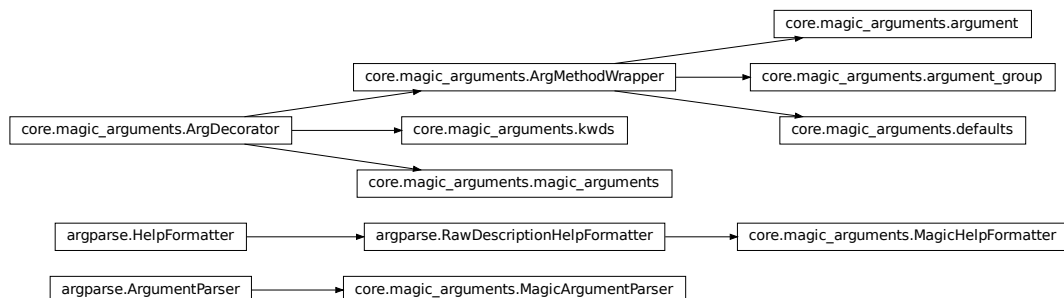 core.magic_arguments.argument
core.magic_arguments.ArgMethodWrapper
core.magic_arguments.argument_group
core.magic_arguments.ArgDecorator
core.magic_arguments.kwds
core.magic_arguments.defaults
core.magic_arguments.magic_arguments
argparse.HelpFormatter
argparse.RawDescriptionHelpFormatter
core.magic_arguments.MagicHelpFormatter
argparse.ArgumentParser
core.magic_arguments.MagicArgumentParser